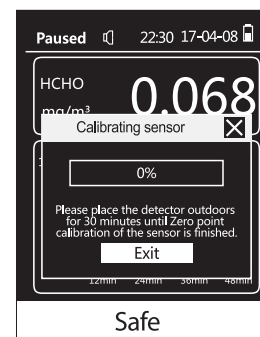 Paused 22:30 17-04-08
HCHO
mg/m³ 0.068
Calibrating sensor
0%
Please place the detector outdoors
for 30 minutes until Zero point
calibration of the sensor is finished.
Exit
12min 24min 36min 48min
Safe